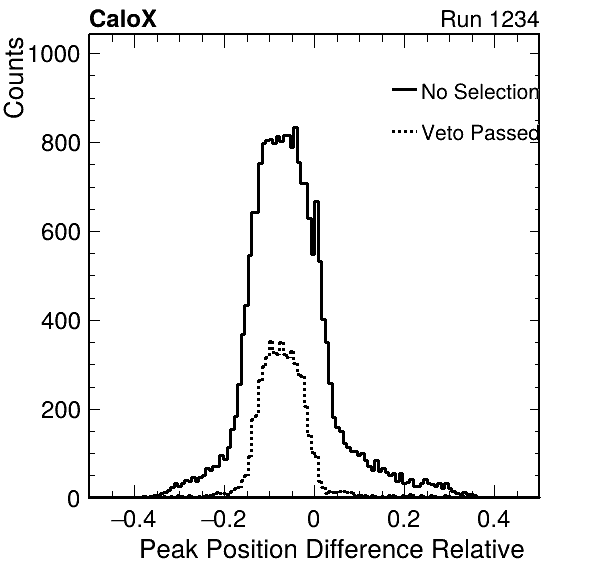 CaloX Run 1234
Counts
1000
800
600
400
200
0
No Selection
Veto Passed
−0.4 −0.2 0 0.2 0.4
Peak Position Difference Relative